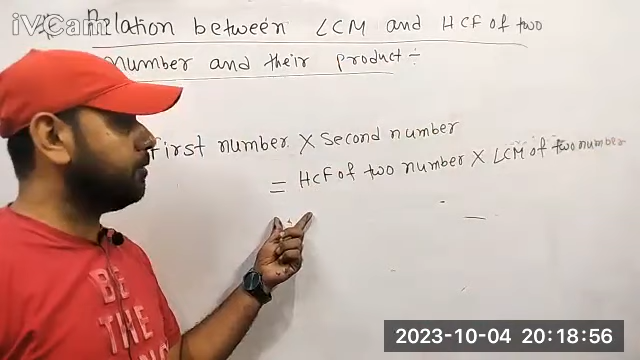 iVCam
Relation between LCM and HCF of two
number and their product ÷
First number × Second number
= HCF of two number × LCM of two number
BE
THE
MAN
2023-10-04 20:18:56